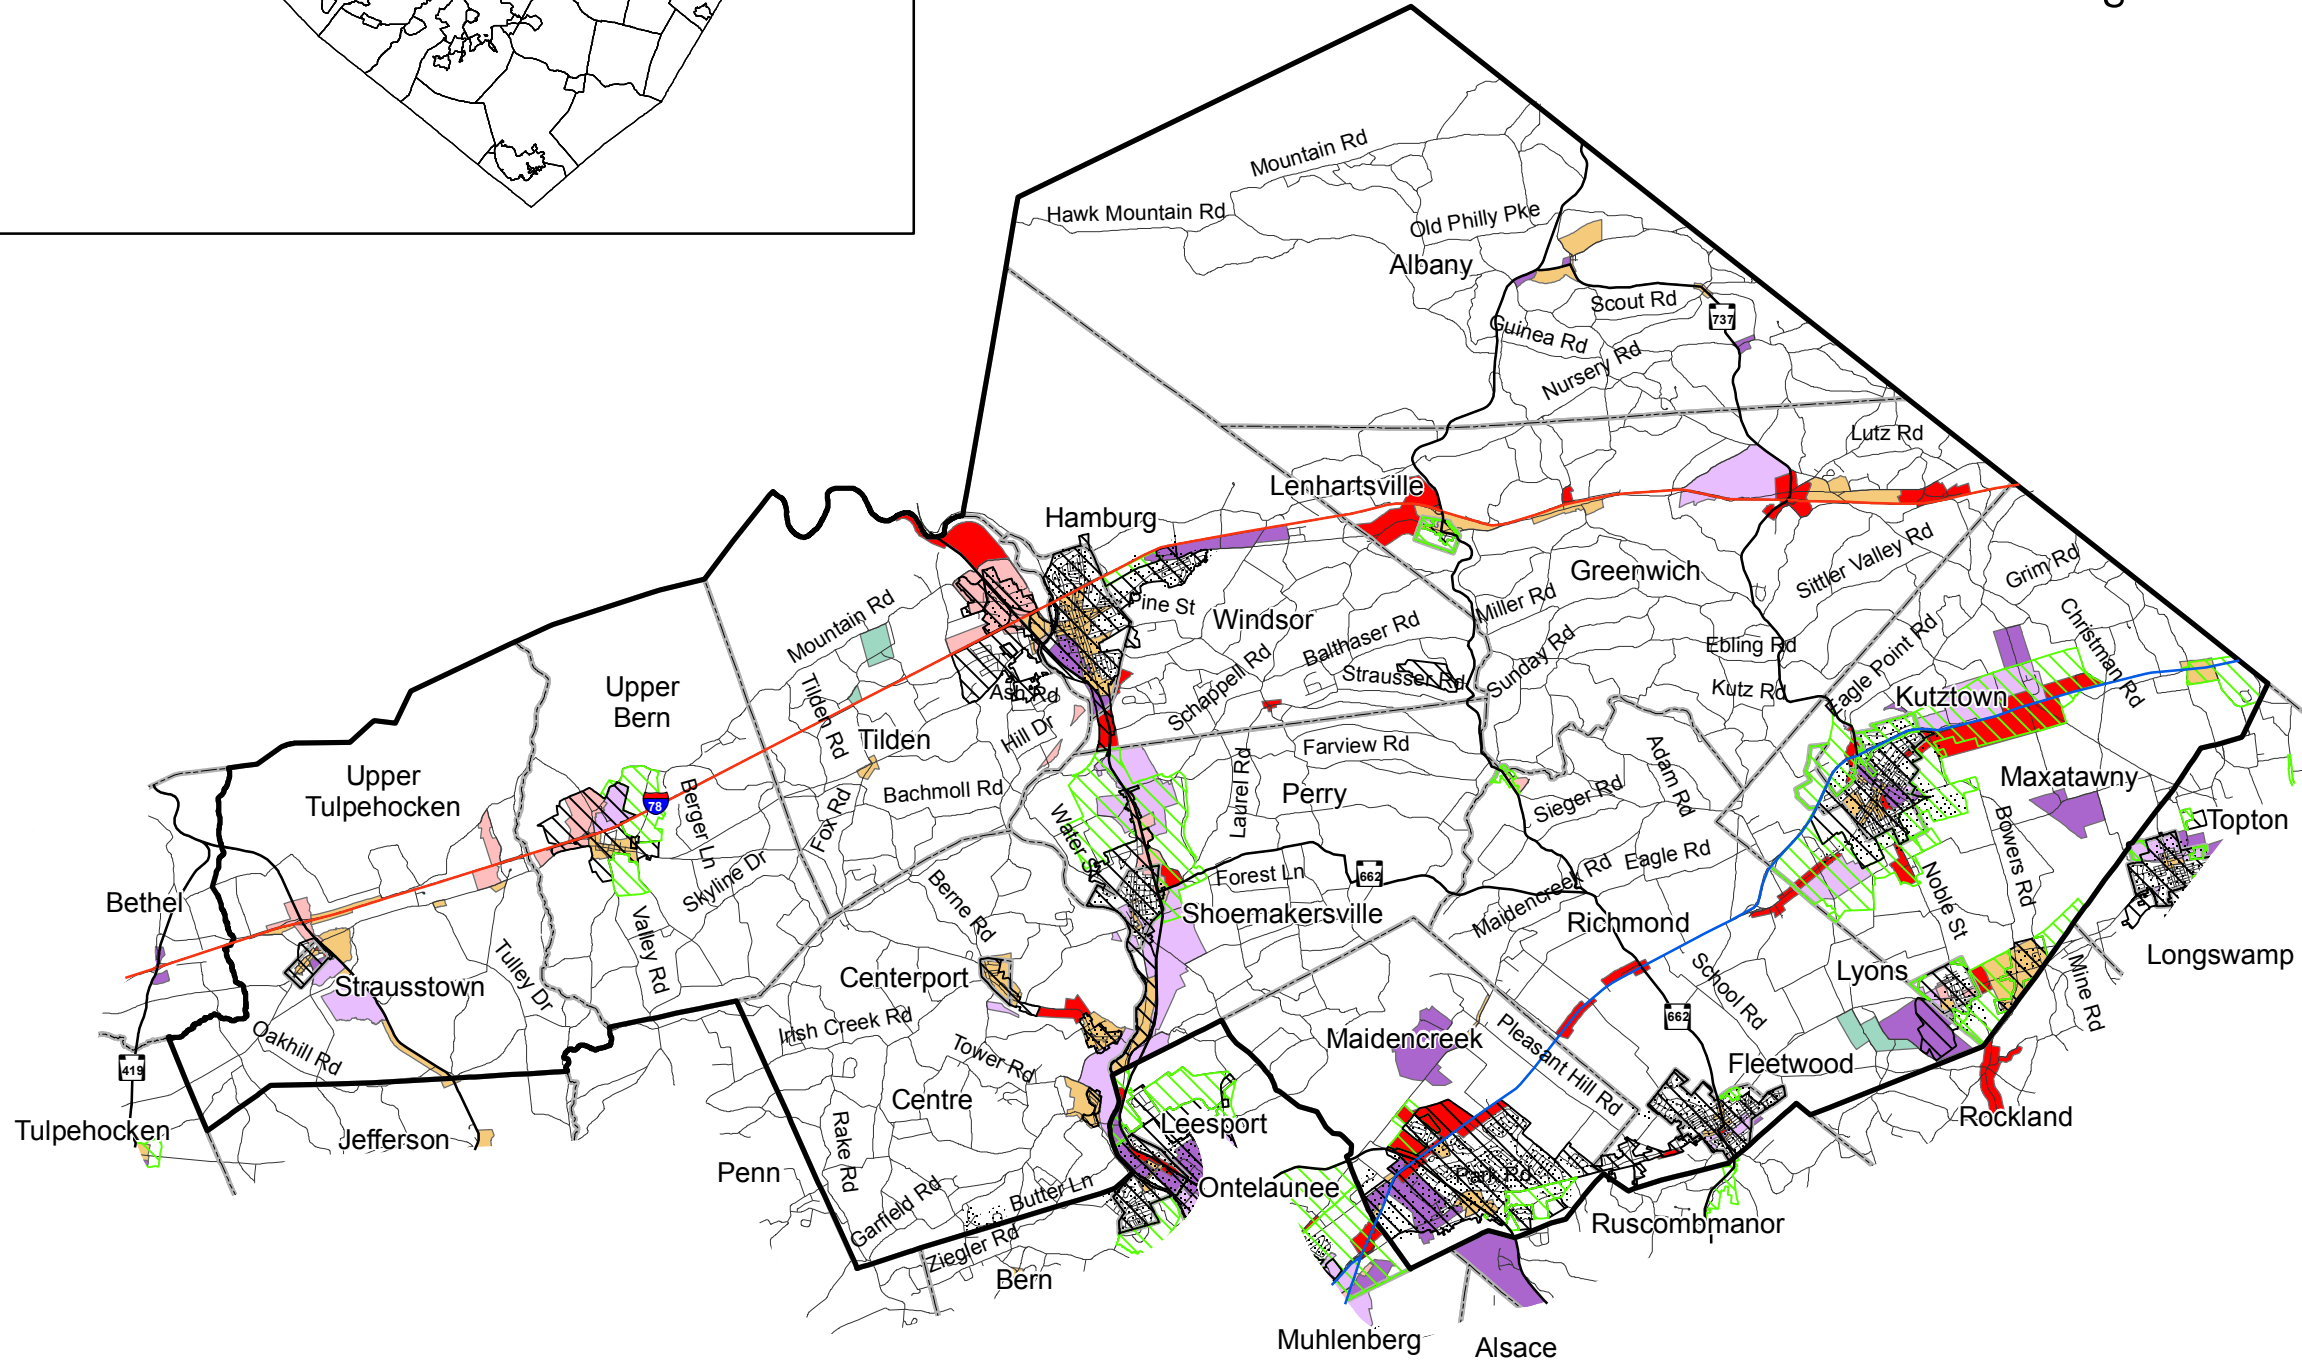 g
Mountain Rd
Hawk Mountain Rd
Old Philly Pke
Albany
Scout Rd
737
Guinea Rd
Nursery Rd
Lutz Rd
Lenhartsville
Hamburg
Sittler Valley Rd
Grim Rd
Greenwich
Mountain Rd
Pine St
Windsor
Miller Rd
Christman Rd
Balthaser Rd
Ebling Rd
Eagle Point Rd
Sunday Rd
Strausser Rd
Schappell Rd
Kutz Rd
Kutztown
Ash Rd
Upper
Bern
Tilden Rd
Tilden
Hill Dr
Farview Rd
Adam Rd
Upper
Tulpehocken
78
Berger Ln
Bachmoll Rd
Laurel Rd
Perry
Sieger Rd
Maxatawny
Fox Rd
Water St
Bowers Rd
Topton
Skyline Dr
Forest Ln
662
Eagle Rd
Maidencreek Rd
Noble St
Bethel
Berne Rd
Shoemakersville
Richmond
Valley Rd
Tulley Dr
Longswamp
Strausstown
Centerport
Lyons
School Rd
Mine Rd
Irish Creek Rd
662
Oakhill Rd
Tower Rd
Maidencreek
Pleasant Hill Rd
419
Fleetwood
Centre
Tulpehocken
Jefferson
Leesport
Rockland
Rake Rd
Penn
Park Rd
Ontelaunee
Butter Ln
Garfield Rd
Ruscombmanor
Ziegler Rd
Bern
Muhlenberg
Alsace